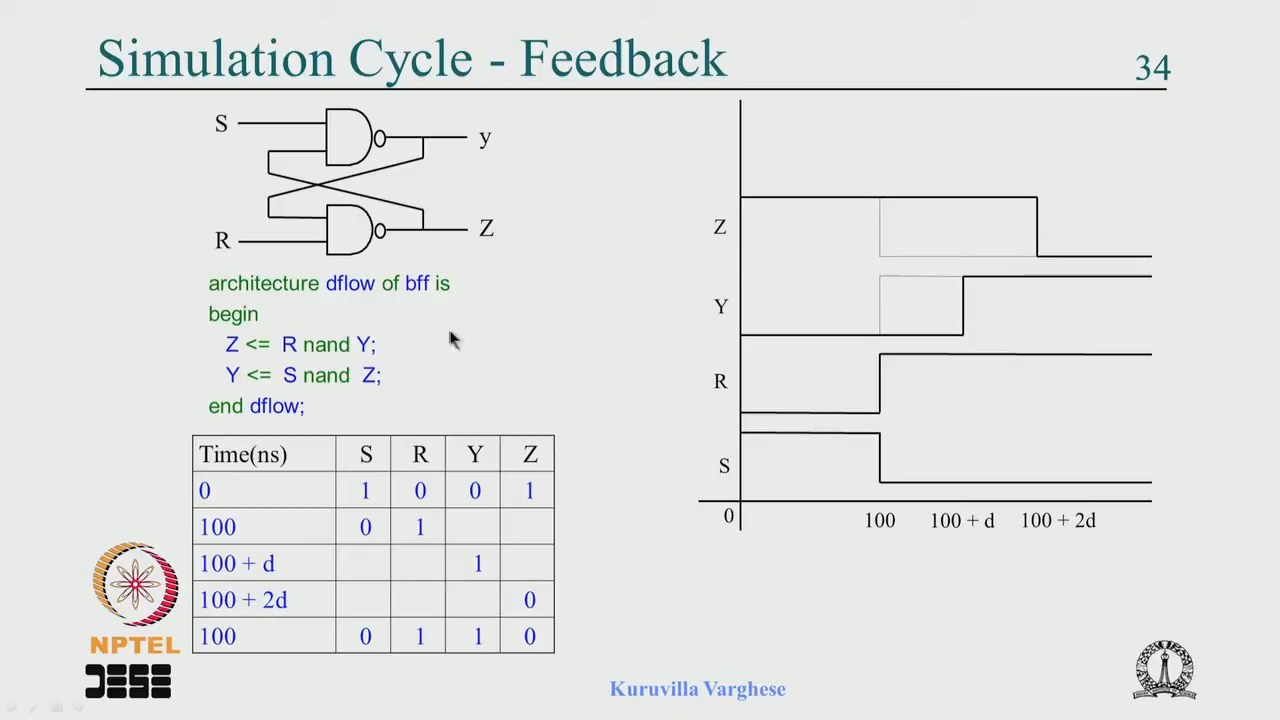 Simulation Cycle - Feedback
34
S
y
Z
R
architecture dflow of bff is
begin
Z <= R nand Y;
Y <= S nand Z;
end dflow;
Time(ns) S R Y Z
0 1 0 0 1
100 0 1
100 + d 1
100 + 2d 0
100 0 1 1 0
Z
Y
R
S
0 100 100 + d 100 + 2d
NPTEL
Kuruvilla Varghese